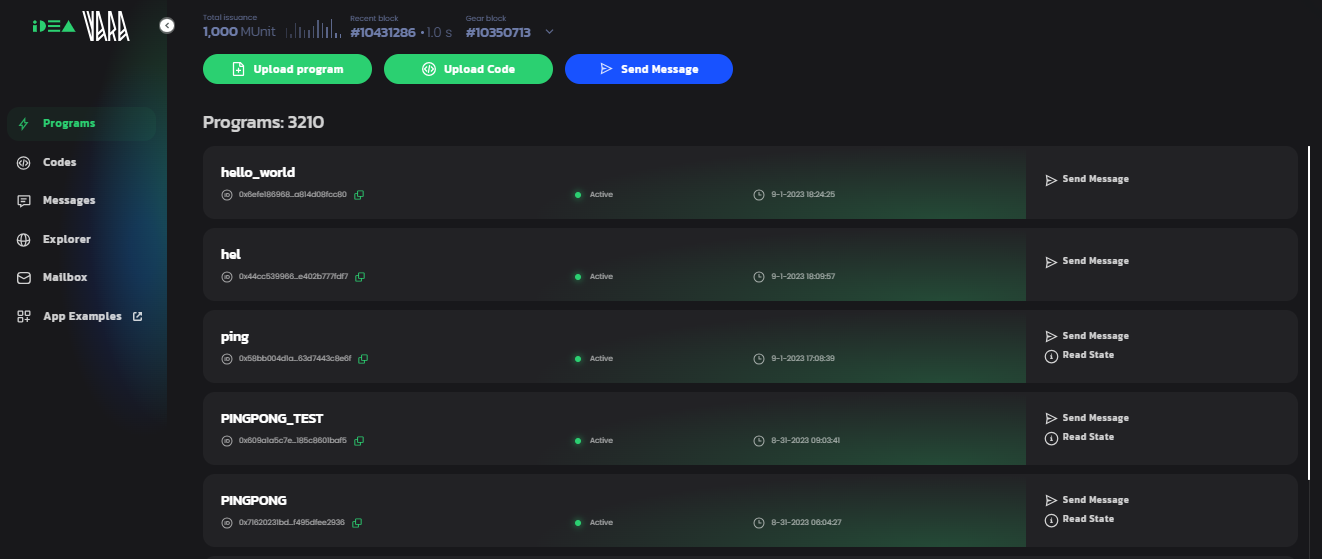 iDEA VARA
Total issuance
1,000 MUnit
Recent block
#10431286 • 1.0 s
Gear block
#10350713
Upload program
Upload Code
Send Message
Programs
Codes
Messages
Explorer
Mailbox
App Examples
Programs: 3210
hello_world
0x6efe186968...a814d08fcc80
Active
9-1-2023 18:24:25
Send Message
hel
0x44cc539966...e402b777fdf7
Active
9-1-2023 18:09:57
Send Message
ping
0x58bb004d1a...63d7443c8e6f
Active
9-1-2023 17:08:39
Send Message
Read State
PINGPONG_TEST
0x609a1a5c7e...185c8601baf5
Active
8-31-2023 09:03:41
Send Message
Read State
PINGPONG
0x71620231bd...f495dfee2936
Active
8-31-2023 06:04:27
Send Message
Read State